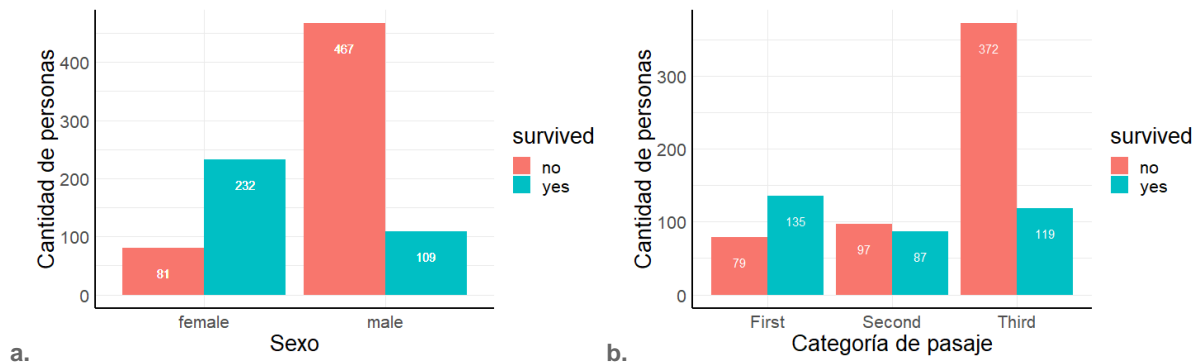 Cantidad de personas
400
300
200
100
0
467
232
81
109
female
male
Sexo
survived
no
yes
a.
Cantidad de personas
300
200
100
0
372
135
79
97
87
119
First
Second
Third
Categoría de pasaje
survived
no
yes
b.